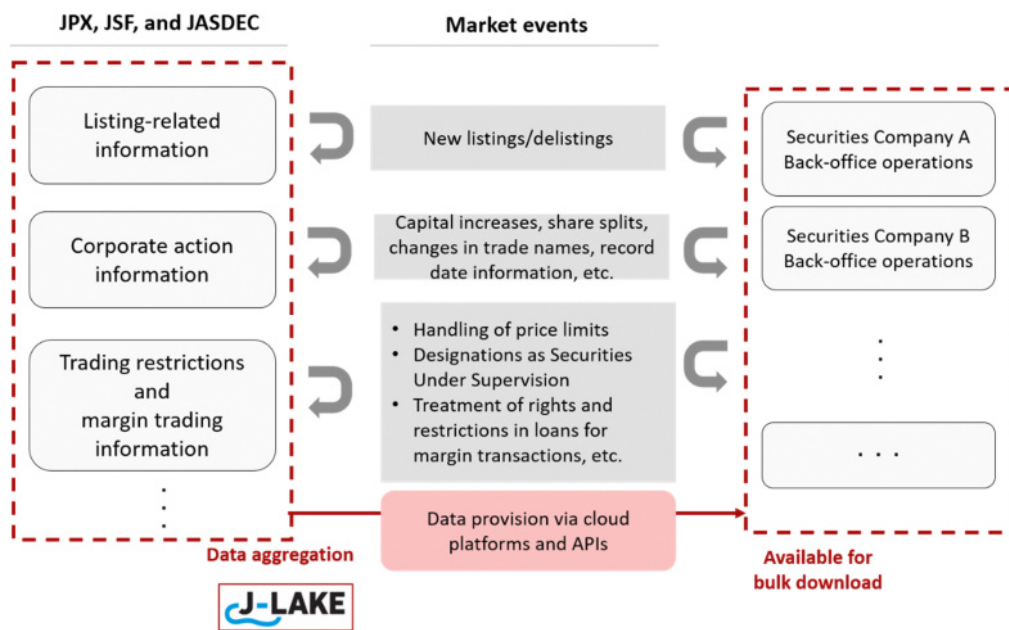 JPX, JSF, and JASDEC
Market events
Listing-related
information
Corporate action
information
Trading restrictions
and
margin trading
information
New listings/delistings
Capital increases, share splits,
changes in trade names, record
date information, etc.
• Handling of price limits
• Designations as Securities
Under Supervision
• Treatment of rights and
restrictions in loans for
margin transactions, etc.
Securities Company A
Back-office operations
Securities Company B
Back-office operations
. . .
Data provision via cloud
platforms and APIs
Data aggregation
J-LAKE
Available for
bulk download